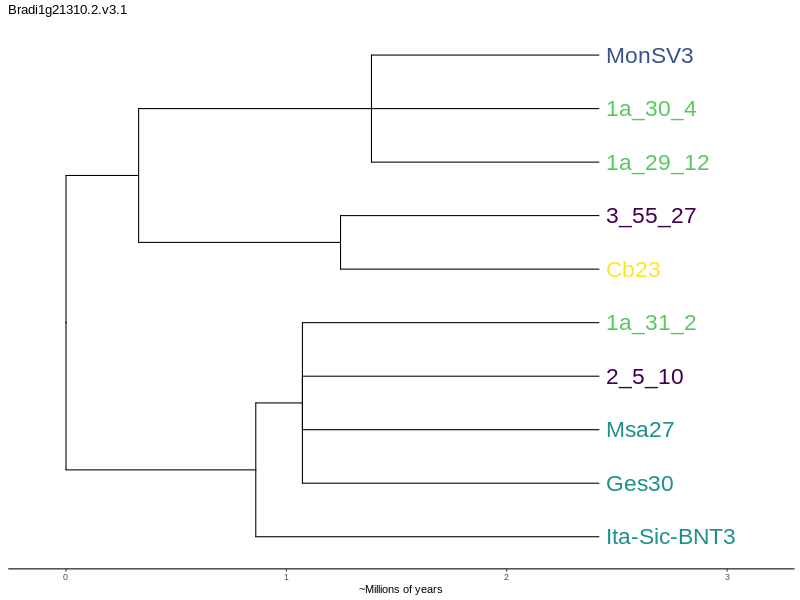 Bradi1g21310.2.v3.1
MonSV3
1a_30_4
1a_29_12
3_55_27
Cb23
1a_31_2
2_5_10
Msa27
Ges30
Ita-Sic-BNT3
0 1 2 3
~Millions of years